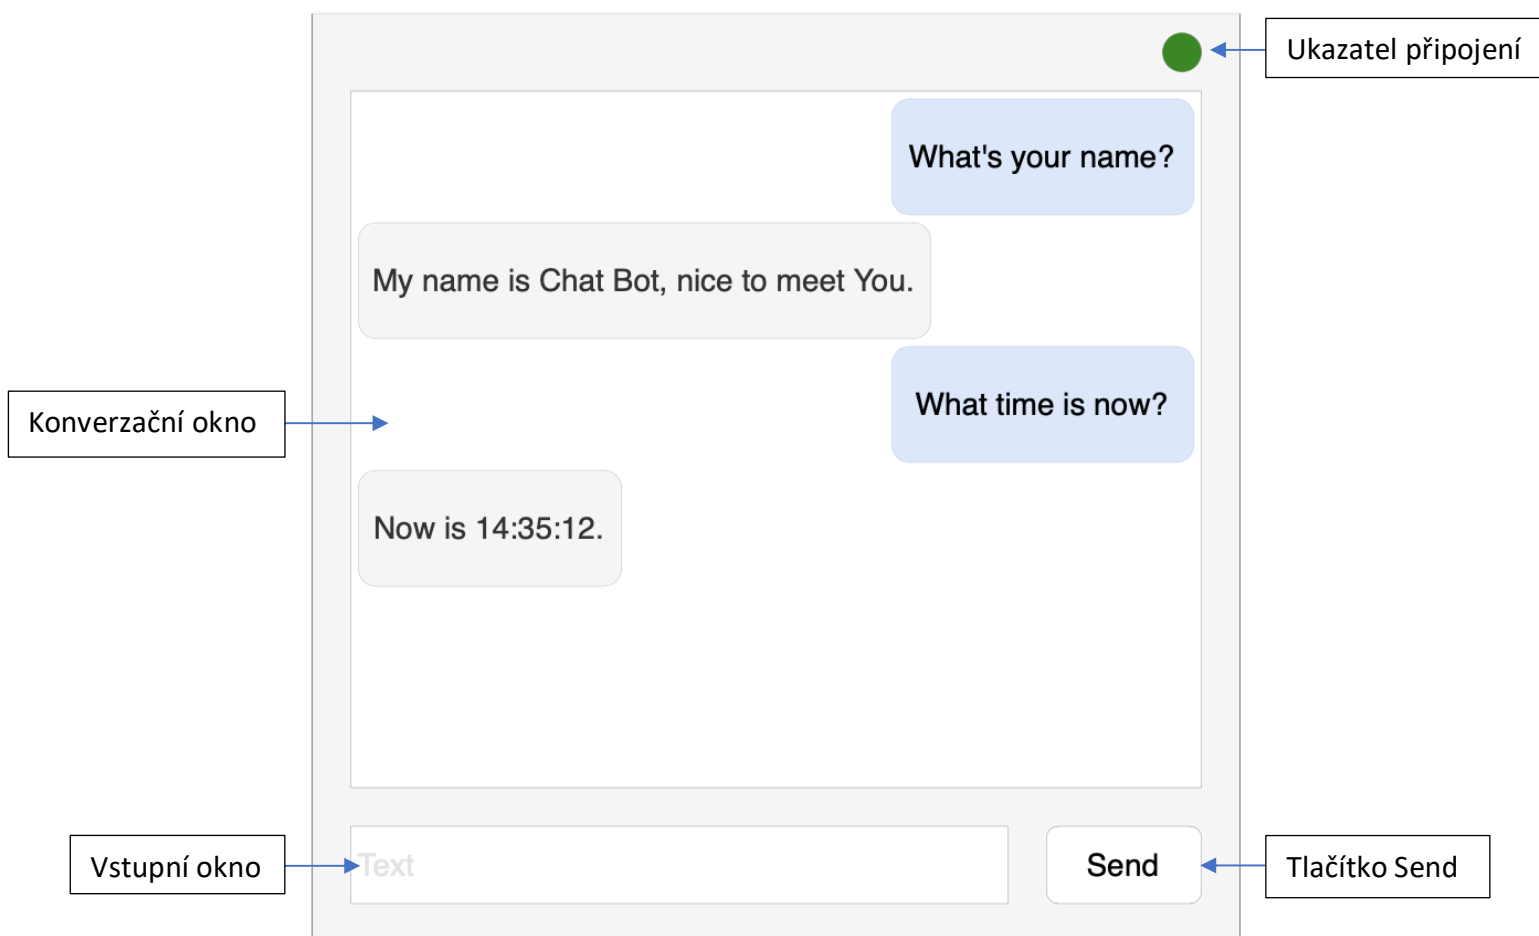 Ukazatel připojení
What's your name?
My name is Chat Bot, nice to meet You.
What time is now?
Konverzační okno
Now is 14:35:12.
Vstupní okno
Text
Send
Tlačítko Send